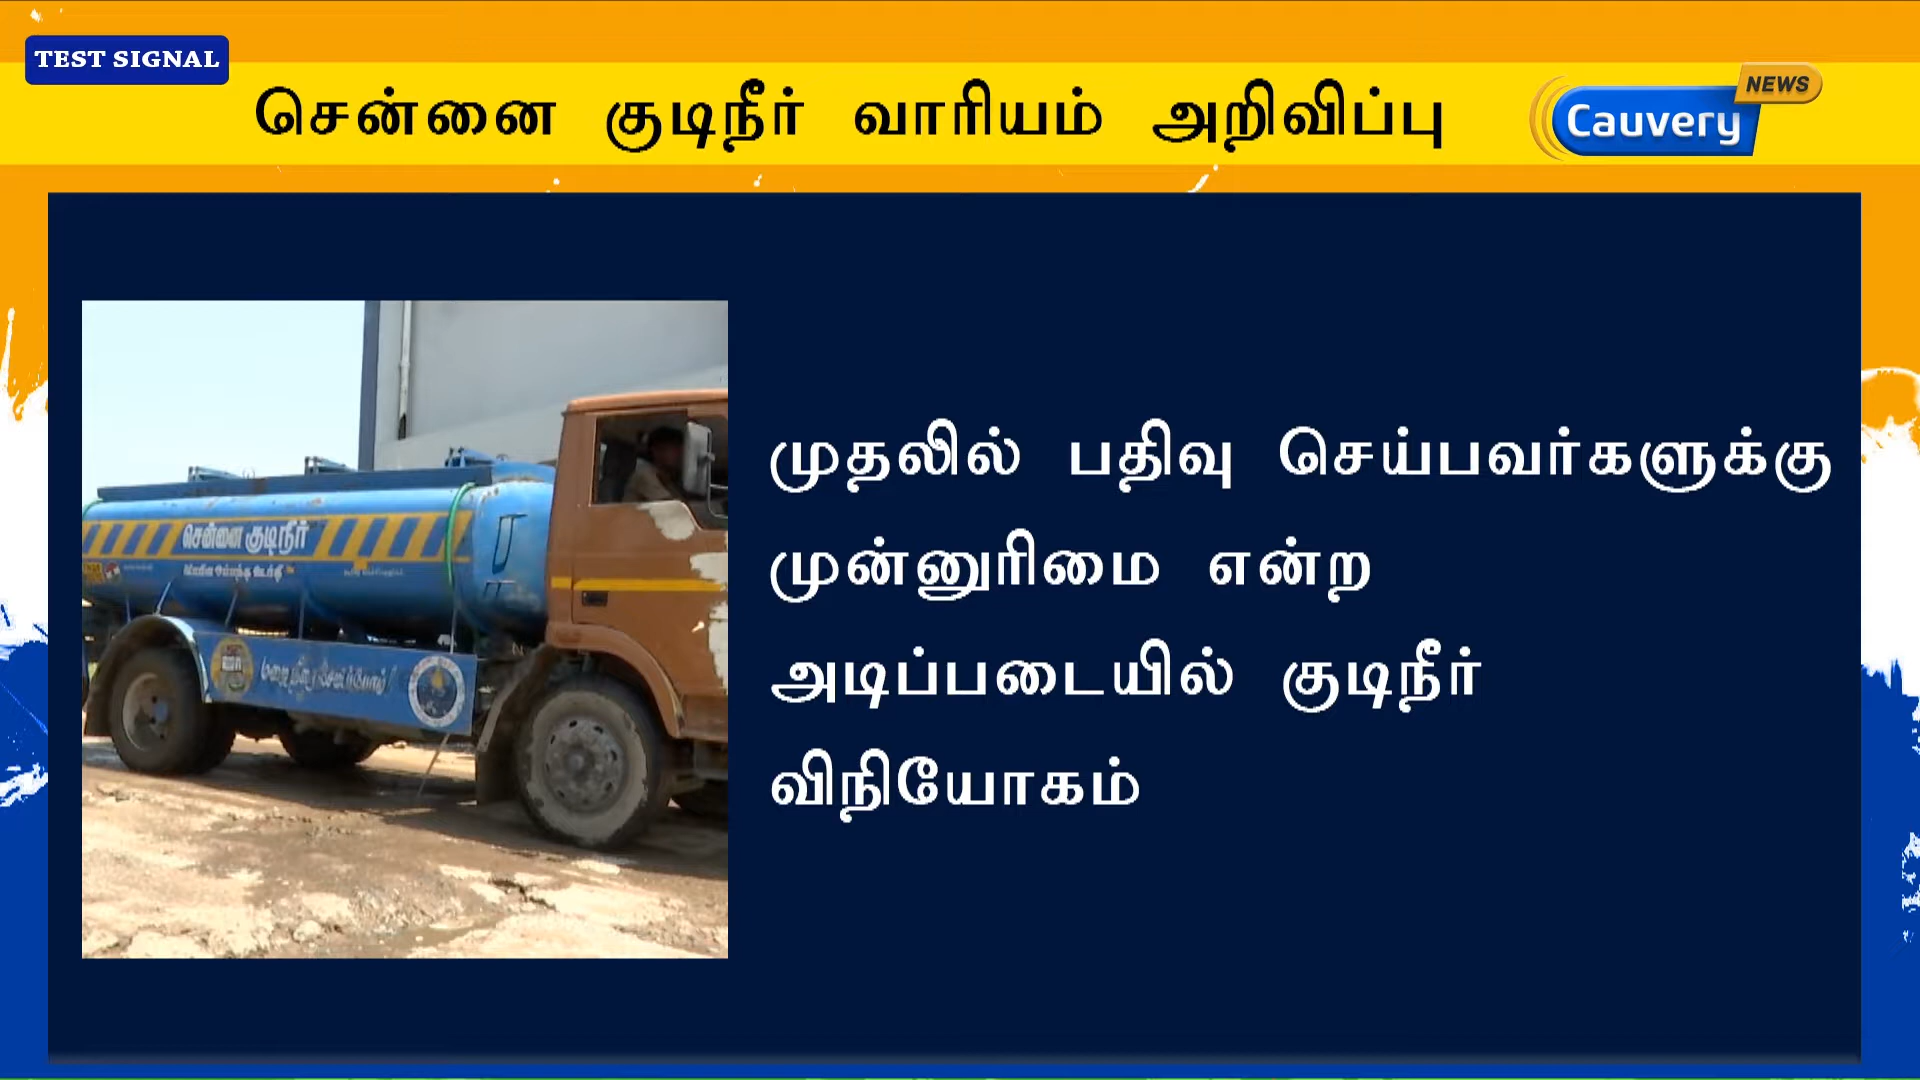 TEST SIGNAL
சென்னை குடிநீர் வாரியம் அறிவிப்பு
NEWS
Cauvery
முதலில் பதிவு செய்பவர்களுக்கு
முன்னுரிமை என்ற
அடிப்படையில் குடிநீர்
விநியோகம்
சென்னை குடிநீர்